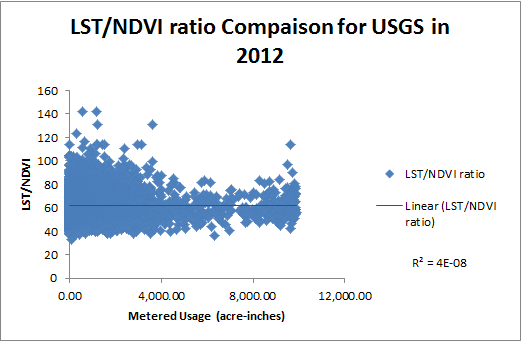 LST/NDVI ratio Compaison for USGS in
2012
160
140
120
100
80
60
40
20
0
LST/NDVI
0.00
4,000.00
8,000.00
12,000.00
Metered Usage (acre-inches)
LST/NDVI ratio
Linear (LST/NDVI
ratio)
R² = 4E-08